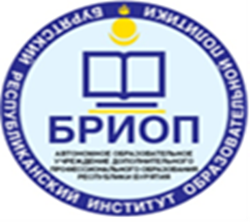 БУРЯТСКИЙ РЕСПУБЛИКАНСКИЙ ИНСТИТУТ ОБРАЗОВАТЕЛЬНОЙ ПОЛИТИКИ
БРИОП
АВТОНОМНОЕ ОБРАЗОВАТЕЛЬНОЕ
УЧРЕЖДЕНИЕ ДОПОЛНИТЕЛЬНОГО
ПРОФЕССИОНАЛЬНОГО ОБРАЗОВАНИЯ
РЕСПУБЛИКИ БУРЯТИЯ